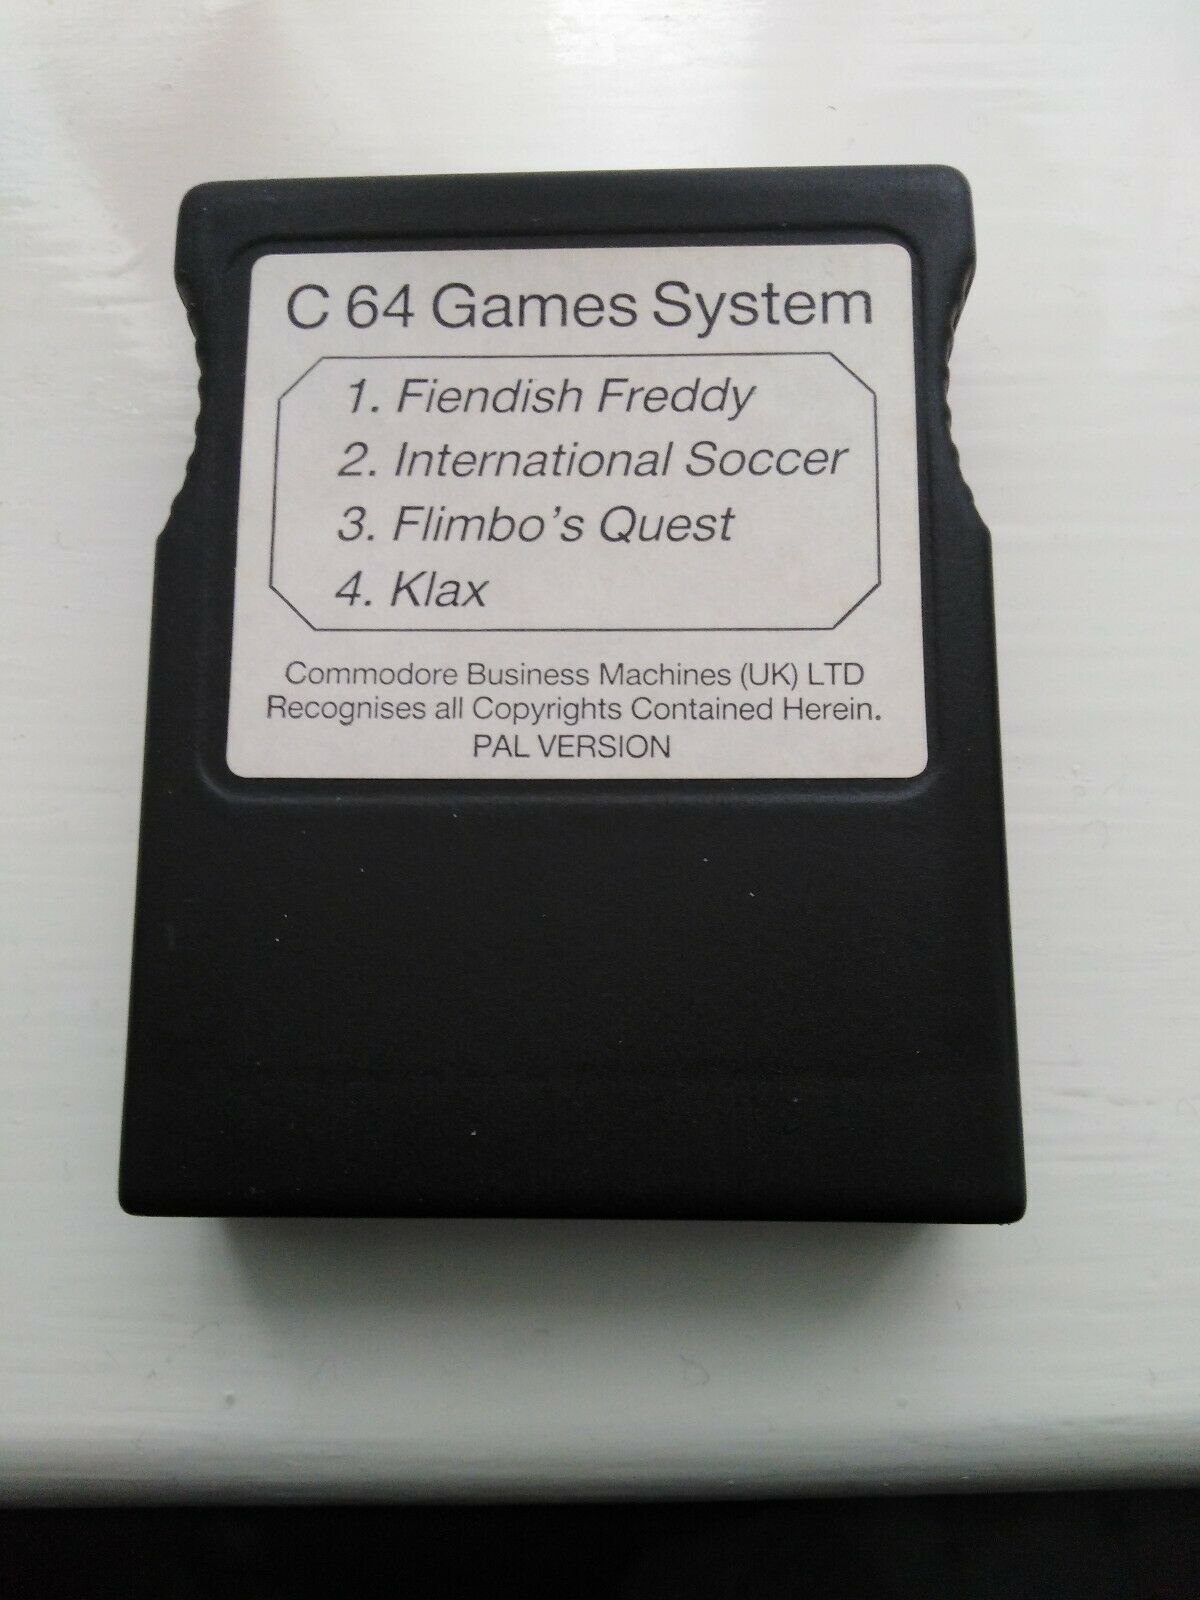 C 64 Games System
1. Fiendish Freddy
2. International Soccer
3. Flimbo's Quest
4. Klax
Commodore Business Machines (UK) LTD
Recognises all Copyrights Contained Herein.
PAL VERSION